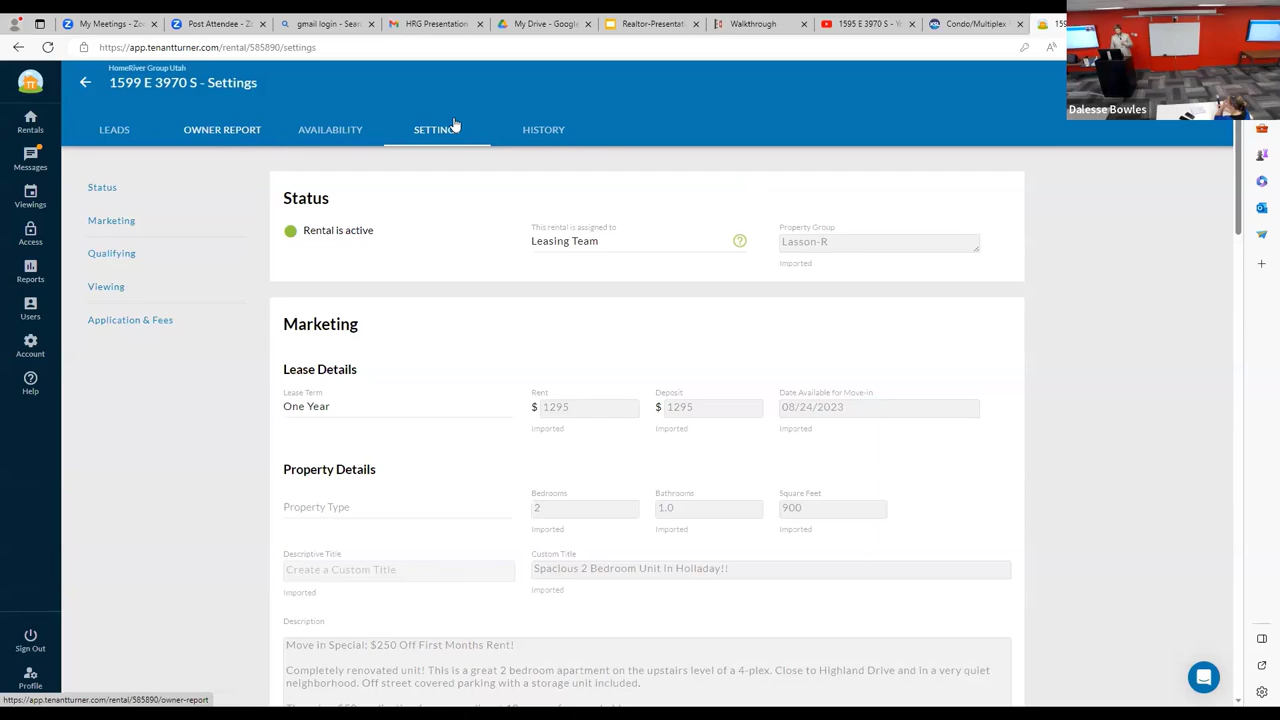 My Meetings - Zoo
Post Attendee - Z
gmail login - Sear
HRG Presentation
My Drive - Google
Realtor-Presentat
Walkthrough
1595 E 3970 S - Yo
Condo/Multiplex
159
https://app.tenantturner.com/rental/585890/settings
Dalesse Bowles
HomeRiver Group Utah
1599 E 3970 S - Settings
LEADS
OWNER REPORT
AVAILABILITY
SETTING
HISTORY
Rentals
Messages
Viewings
Access
Reports
Users
Account
Help
Sign Out
Profile
Status
Marketing
Qualifying
Viewing
Application & Fees
Status
Rental is active
This rental is assigned to
Leasing Team
Property Group
Lasson-R
Imported
Marketing
Lease Details
Lease Term
One Year
Rent
$ 1295
Imported
Deposit
$ 1295
Imported
Date Available for Move-in
08/24/2023
Imported
Property Details
Property Type
Bedrooms
2
Imported
Bathrooms
1.0
Imported
Square Feet
900
Imported
Descriptive Title
Create a Custom Title
Imported
Custom Title
Spacious 2 Bedroom Unit In Holladay!!
Imported
Description
Move in Special: $250 Off First Months Rent!
Completely renovated unit! This is a great 2 bedroom apartment on the upstairs level of a 4-plex. Close to Highland Drive and in a very quiet
neighborhood. Off street covered parking with a storage unit included.
https://app.tenantturner.com/rental/585890/owner-report